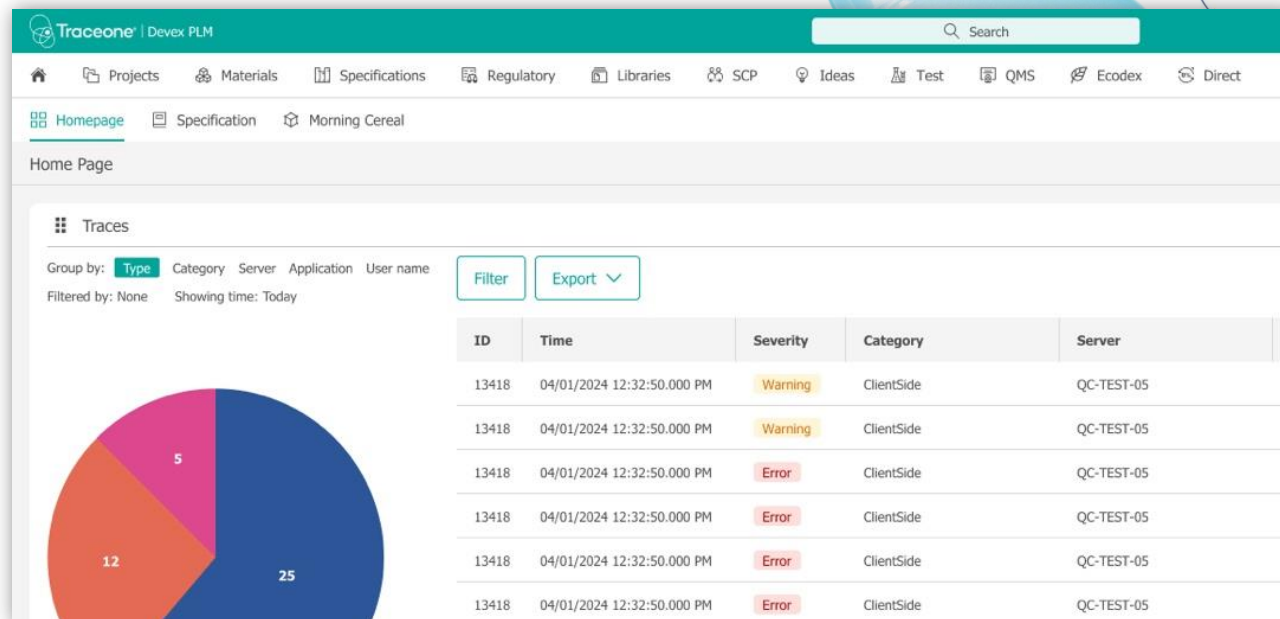 Traceone® | Devex PLM Search
Projects Materials Specifications Regulatory Libraries SCP Ideas Test QMS Ecodex Direct
Homepage Specification Morning Cereal
Home Page
Traces
Group by: Type Category Server Application User name
Filtered by: None Showing time: Today
Filter Export
ID Time Severity Category Server
13418 04/01/2024 12:32:50.000 PM Warning ClientSide QC-TEST-05
13418 04/01/2024 12:32:50.000 PM Warning ClientSide QC-TEST-05
13418 04/01/2024 12:32:50.000 PM Error ClientSide QC-TEST-05
13418 04/01/2024 12:32:50.000 PM Error ClientSide QC-TEST-05
13418 04/01/2024 12:32:50.000 PM Error ClientSide QC-TEST-05
13418 04/01/2024 12:32:50.000 PM Error ClientSide QC-TEST-05
5
12
25